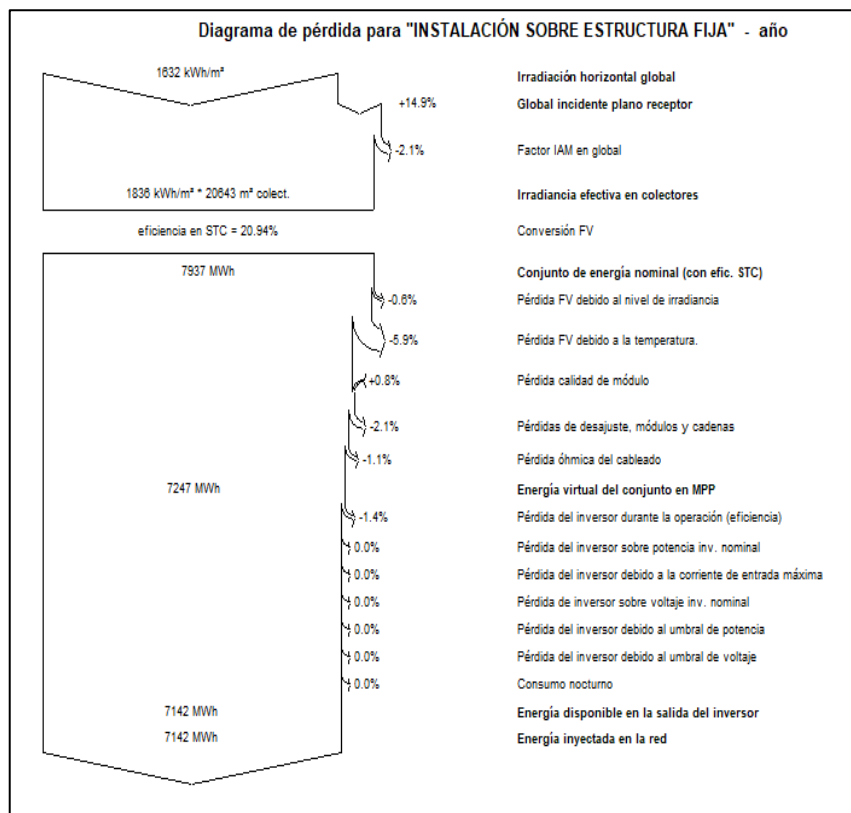 Diagrama de pérdida para "INSTALACIÓN SOBRE ESTRUCTURA FIJA" - año
1632 kWh/m² Irradiación horizontal global
+14.9% Global incidente plano receptor
-2.1% Factor IAM en global
1836 kWh/m² * 20643 m² colect. Irradiancia efectiva en colectores
eficiencia en STC = 20.94% Conversión FV
7937 MWh Conjunto de energía nominal (con efic. STC)
-0.6% Pérdida FV debido al nivel de irradiancia
-5.9% Pérdida FV debido a la temperatura.
+0.8% Pérdida calidad de módulo
-2.1% Pérdidas de desajuste, módulos y cadenas
-1.1% Pérdida óhmica del cableado
7247 MWh Energía virtual del conjunto en MPP
-1.4% Pérdida del inversor durante la operación (eficiencia)
0.0% Pérdida del inversor sobre potencia inv. nominal
0.0% Pérdida del inversor debido a la corriente de entrada máxima
0.0% Pérdida de inversor sobre voltaje inv. nominal
0.0% Pérdida del inversor debido al umbral de potencia
0.0% Pérdida del inversor debido al umbral de voltaje
0.0% Consumo nocturno
7142 MWh Energía disponible en la salida del inversor
7142 MWh Energía inyectada en la red